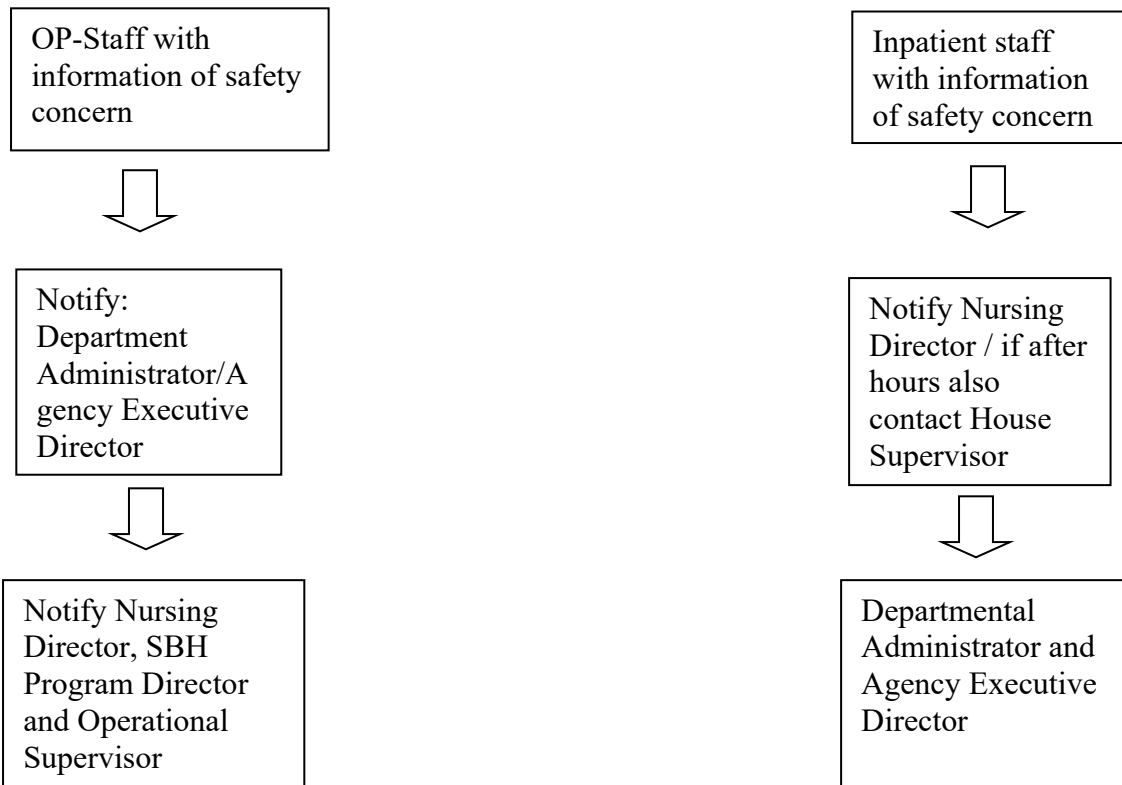 OP-Staff with
information of safety
concern
Inpatient staff
with information
of safety concern
Notify:
Department
Administrator/A
gency Executive
Director
Notify Nursing
Director / if after
hours also
contact House
Supervisor
Notify Nursing
Director, SBH
Program Director
and Operational
Supervisor
Departmental
Administrator and
Agency Executive
Director